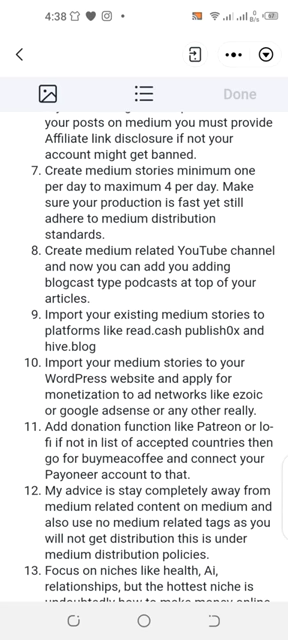 4:38
Done
your posts on medium you must provide
Affiliate link disclosure if not your
account might get banned.
7. Create medium stories minimum one
per day to maximum 4 per day. Make
sure your production is fast yet still
adhere to medium distribution
standards.
8. Create medium related YouTube channel
and now you can add you adding
blogcast type podcasts at top of your
articles.
9. Import your existing medium stories to
platforms like read.cash publish0x and
hive.blog
10. Import your medium stories to your
WordPress website and apply for
monetization to ad networks like ezoic
or google adsense or any other really.
11. Add donation function like Patreon or lo-
fi if not in list of accepted countries then
go for buymeacoffee and connect your
Payoneer account to that.
12. My advice is stay completely away from
medium related content on medium and
also use no medium related tags as you
will not get distribution this is under
medium distribution policies.
13. Focus on niches like health, Ai,
relationships, but the hottest niche is
undoubtedly how to make money online